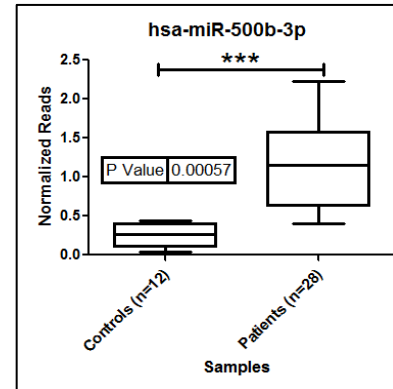 hsa-miR-500b-3p
***
2.5
2.0
1.5
1.0
0.5
0.0
Normalized Reads
P Value 0.00057
Controls (n=12)
Patients (n=28)
Samples